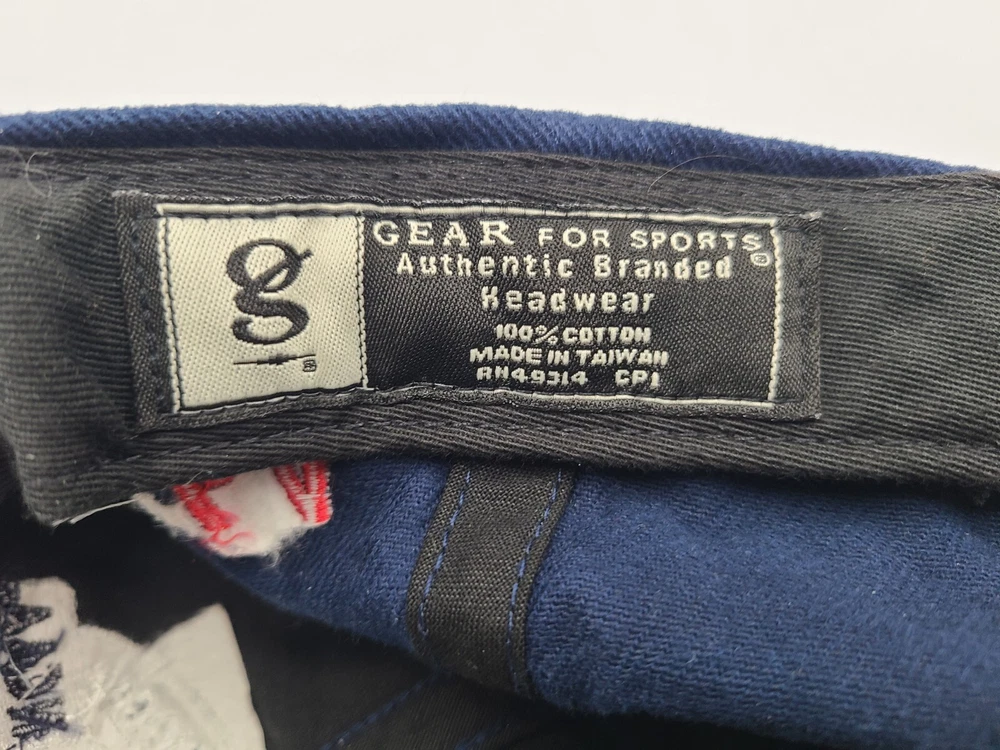 g
®
GEAR FOR SPORTS®
Authentic Branded
Headwear
100% COTTON
MADE IN TAIWAN
RN49314 CP1